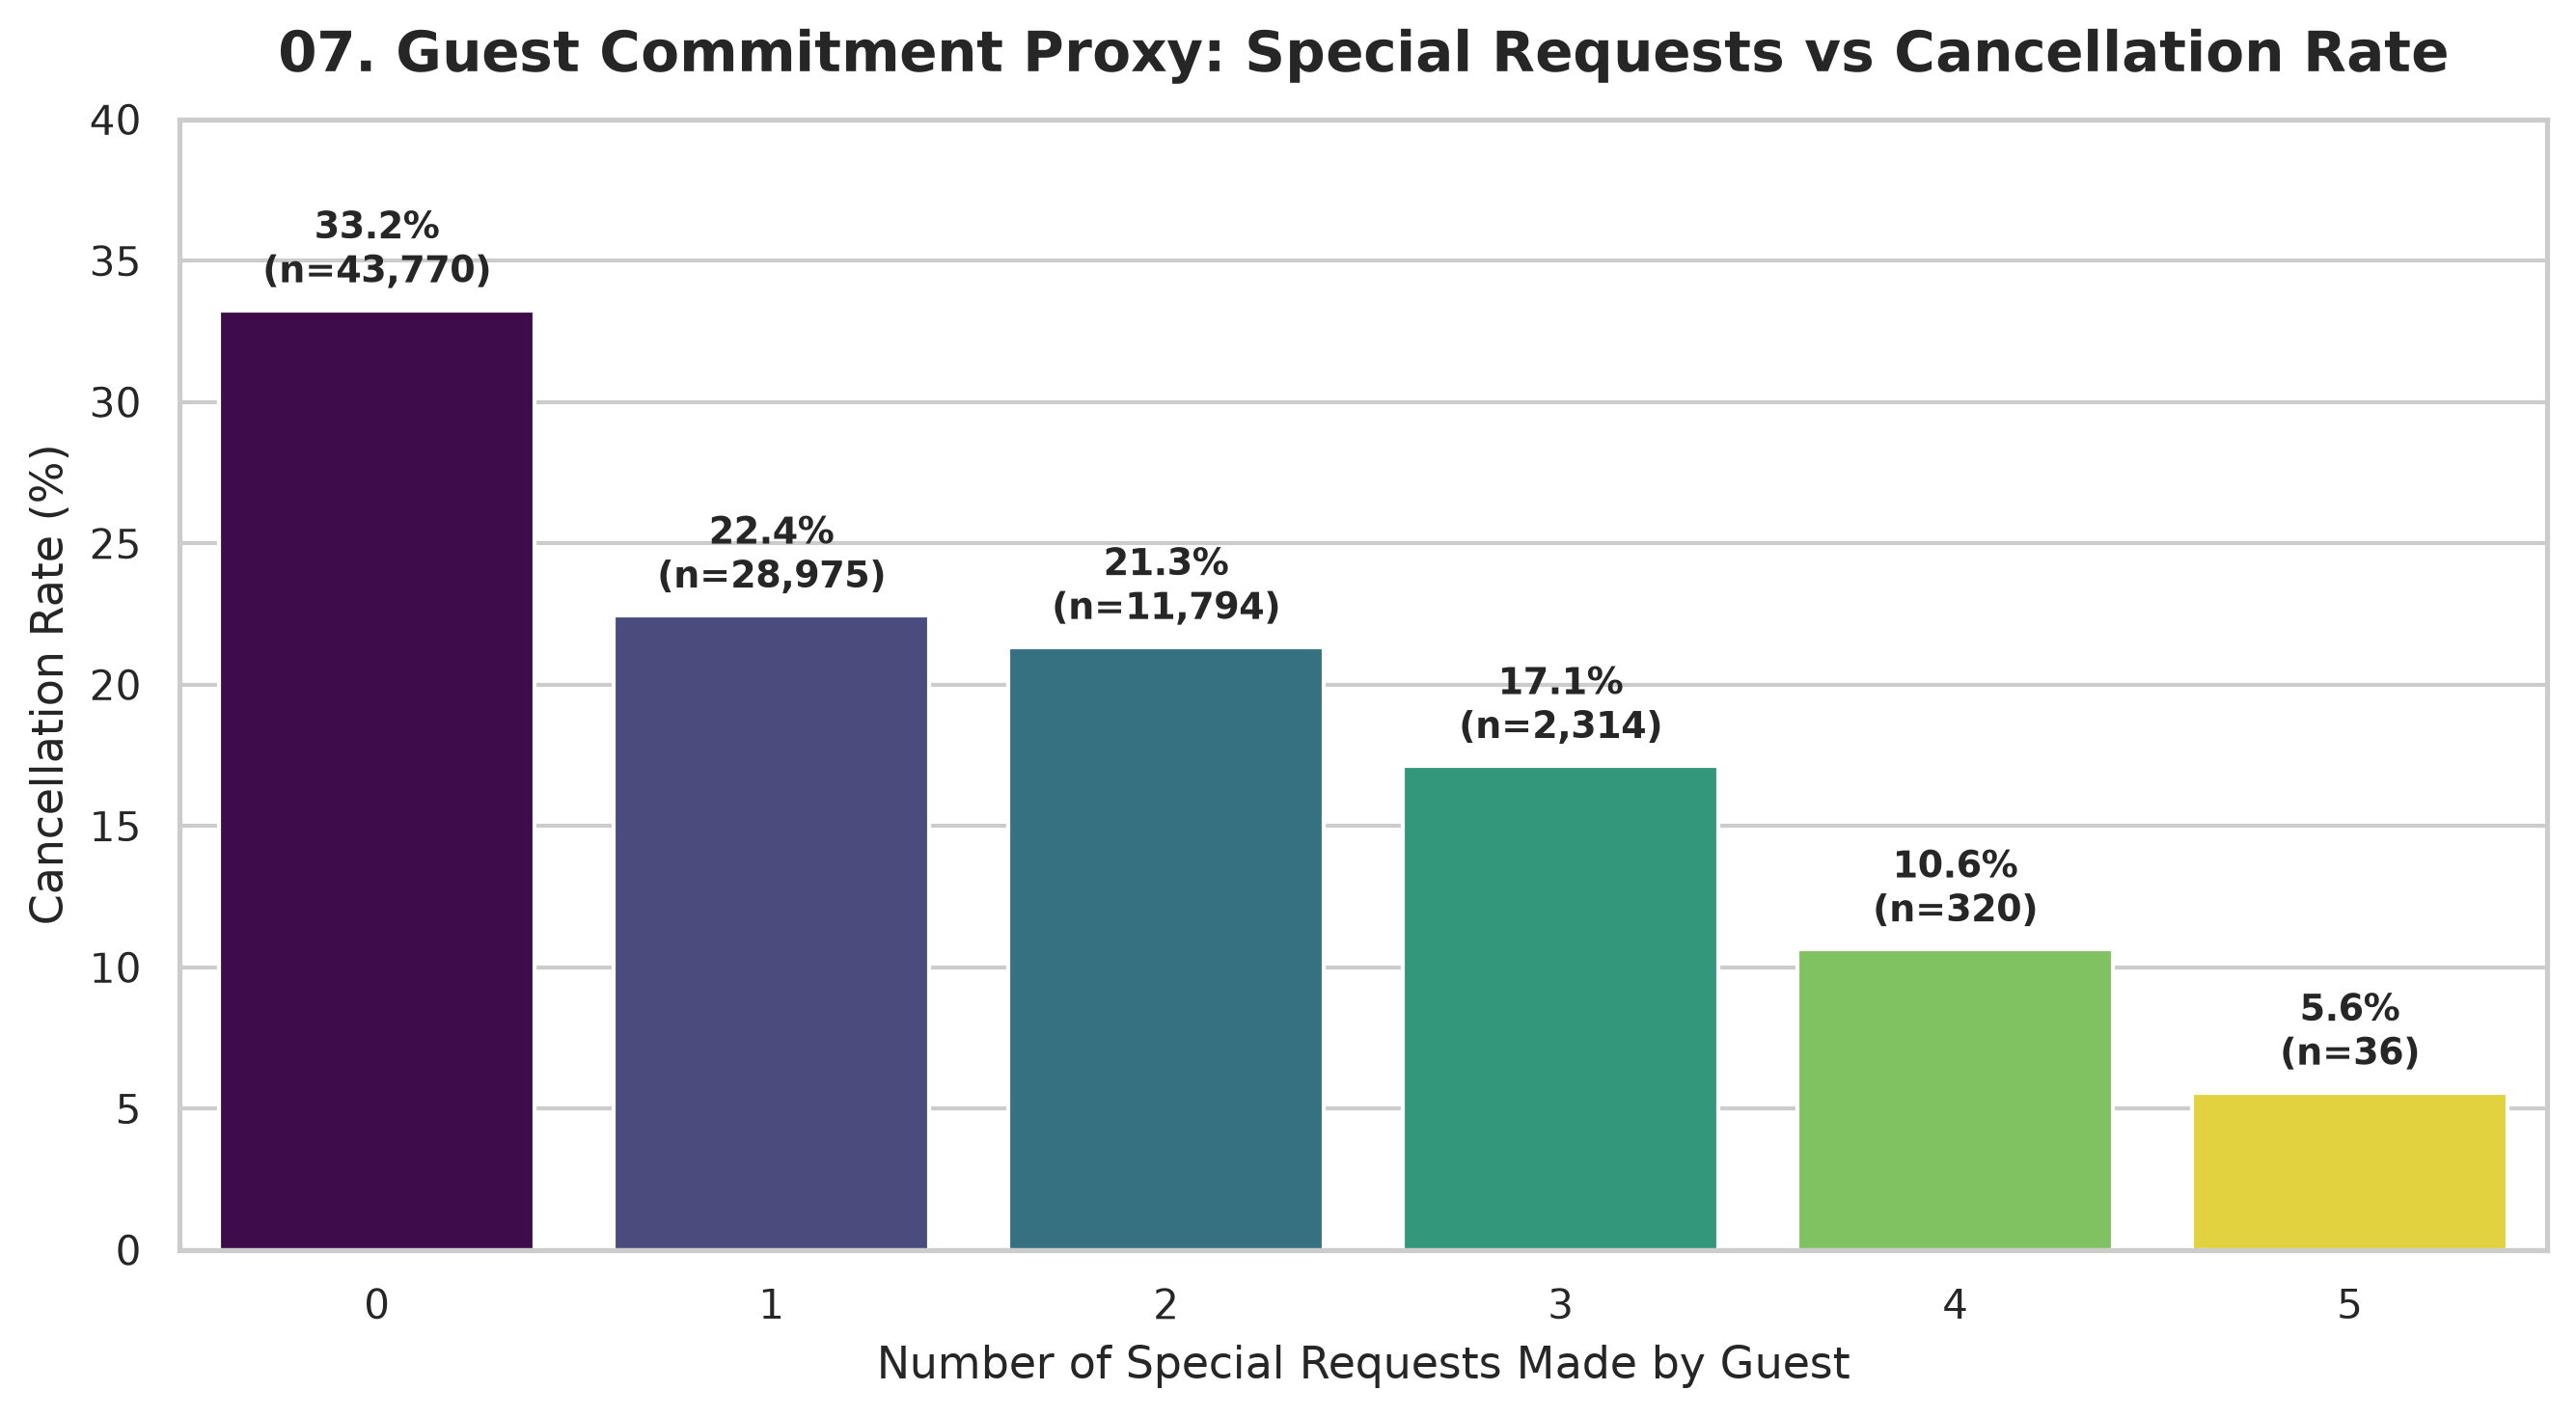 07. Guest Commitment Proxy: Special Requests vs Cancellation Rate
40
35
30
25
20
15
10
5
0
Cancellation Rate (%)
33.2%
(n=43,770)
22.4%
(n=28,975)
21.3%
(n=11,794)
17.1%
(n=2,314)
10.6%
(n=320)
5.6%
(n=36)
0
1
2
3
4
5
Number of Special Requests Made by Guest